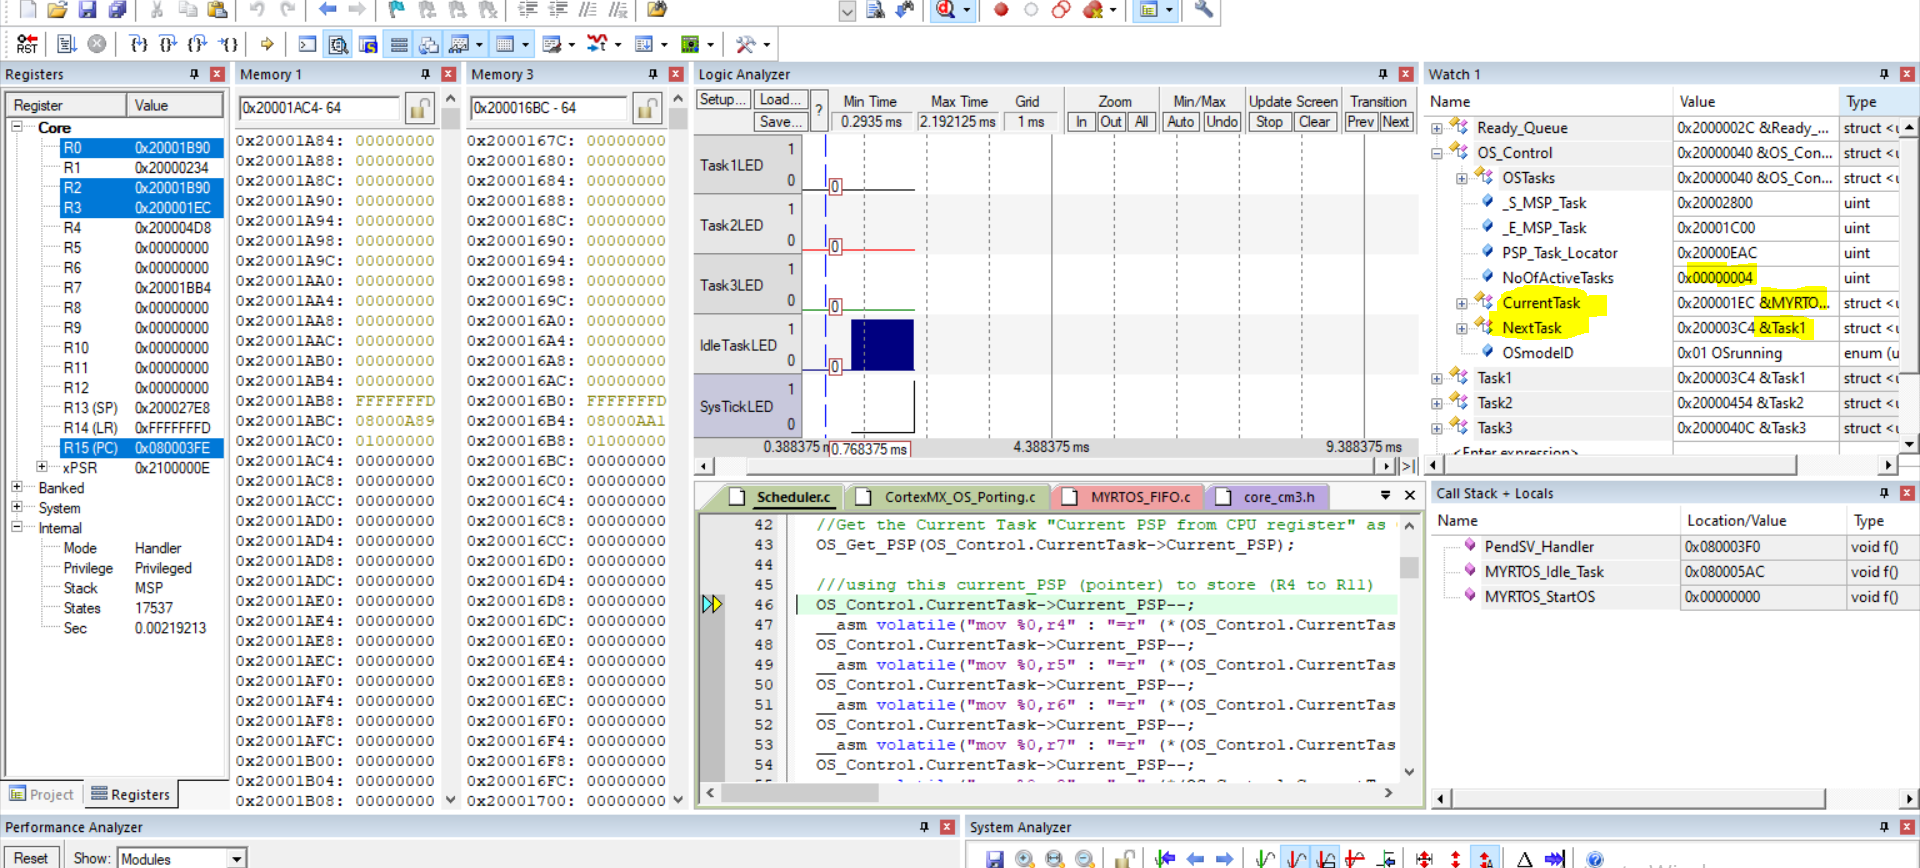 Registers
Register Value
Core
R0 0x20001B90
R1 0x20000234
R2 0x20001B90
R3 0x200001EC
R4 0x200004D8
R5 0x00000000
R6 0x00000000
R7 0x20001BB4
R8 0x00000000
R9 0x00000000
R10 0x00000000
R11 0x00000000
R12 0x00000000
R13 (SP) 0x200027E8
R14 (LR) 0xFFFFFFFD
R15 (PC) 0x080003FE
xPSR 0x2100000E
Banked
System
Internal
Mode Handler
Privilege Privileged
Stack MSP
States 17537
Sec 0.00219213
Project Registers
Memory 1
0x20001AC4- 64
0x20001A84: 00000000
0x20001A88: 00000000
0x20001A8C: 00000000
0x20001A90: 00000000
0x20001A94: 00000000
0x20001A98: 00000000
0x20001A9C: 00000000
0x20001AA0: 00000000
0x20001AA4: 00000000
0x20001AA8: 00000000
0x20001AAC: 00000000
0x20001AB0: 00000000
0x20001AB4: 00000000
0x20001AB8: FFFFFFFD
0x20001ABC: 08000A89
0x20001AC0: 01000000
0x20001AC4: 00000000
0x20001AC8: 00000000
0x20001ACC: 00000000
0x20001AD0: 00000000
0x20001AD4: 00000000
0x20001AD8: 00000000
0x20001ADC: 00000000
0x20001AE0: 00000000
0x20001AE4: 00000000
0x20001AE8: 00000000
0x20001AEC: 00000000
0x20001AF0: 00000000
0x20001AF4: 00000000
0x20001AF8: 00000000
0x20001AFC: 00000000
0x20001B00: 00000000
0x20001B04: 00000000
0x20001B08: 00000000
Memory 3
0x200016BC - 64
0x2000167C: 00000000
0x20001680: 00000000
0x20001684: 00000000
0x20001688: 00000000
0x2000168C: 00000000
0x20001690: 00000000
0x20001694: 00000000
0x20001698: 00000000
0x2000169C: 00000000
0x200016A0: 00000000
0x200016A4: 00000000
0x200016A8: 00000000
0x200016AC: 00000000
0x200016B0: FFFFFFFD
0x200016B4: 08000AA1
0x200016B8: 01000000
0x200016BC: 00000000
0x200016C0: 00000000
0x200016C4: 00000000
0x200016C8: 00000000
0x200016CC: 00000000
0x200016D0: 00000000
0x200016D4: 00000000
0x200016D8: 00000000
0x200016DC: 00000000
0x200016E0: 00000000
0x200016E4: 00000000
0x200016E8: 00000000
0x200016EC: 00000000
0x200016F0: 00000000
0x200016F4: 00000000
0x200016F8: 00000000
0x200016FC: 00000000
0x20001700: 00000000
Logic Analyzer
Setup... Load... ? Min Time Max Time Grid Zoom Min/Max Update Screen Transition
Save... 0.2935 ms 2.192125 ms 1 ms In Out All Auto Undo Stop Clear Prev Next
1
Task1LED
0 0
1
Task2LED
0 0
1
Task3LED
0 0
1
IdleTaskLED
0 0
1
SysTickLED
0
0.388375 0.768375 ms 4.388375 ms 9.388375 ms
Scheduler.c CortexMX_OS_Porting.c MYRTOS_FIFO.c core_cm3.h
42 //Get the Current Task "Current PSP from CPU register" as
43 OS_Get_PSP(OS_Control.CurrentTask->Current_PSP);
44
45 ///using this current_PSP (pointer) to store (R4 to R11)
46 OS_Control.CurrentTask->Current_PSP--;
47 __asm volatile("mov %0,r4" : "=r" (*(OS_Control.CurrentTas
48 OS_Control.CurrentTask->Current_PSP--;
49 __asm volatile("mov %0,r5" : "=r" (*(OS_Control.CurrentTas
50 OS_Control.CurrentTask->Current_PSP--;
51 __asm volatile("mov %0,r6" : "=r" (*(OS_Control.CurrentTas
52 OS_Control.CurrentTask->Current_PSP--;
53 __asm volatile("mov %0,r7" : "=r" (*(OS_Control.CurrentTas
54 OS_Control.CurrentTask->Current_PSP--;
Watch 1
Name Value Type
Ready_Queue 0x2000002C &Ready_... struct <u
OS_Control 0x20000040 &OS_Con... struct <u
OSTasks 0x20000040 &OS_Con... struct <u
_S_MSP_Task 0x20002800 uint
_E_MSP_Task 0x20001C00 uint
PSP_Task_Locator 0x20000EAC uint
NoOfActiveTasks 0x00000004 uint
CurrentTask 0x200001EC &MYRTO... struct <u
NextTask 0x200003C4 &Task1 struct <u
OSmodeID 0x01 OSrunning enum (u
Task1 0x200003C4 &Task1 struct <u
Task2 0x20000454 &Task2 struct <u
Task3 0x2000040C &Task3 struct <u
<Enter expression>
Call Stack + Locals
Name Location/Value Type
PendSV_Handler 0x080003F0 void f()
MYRTOS_Idle_Task 0x080005AC void f()
MYRTOS_StartOS 0x00000000 void f()
Performance Analyzer
Reset Show: Modules
System Analyzer